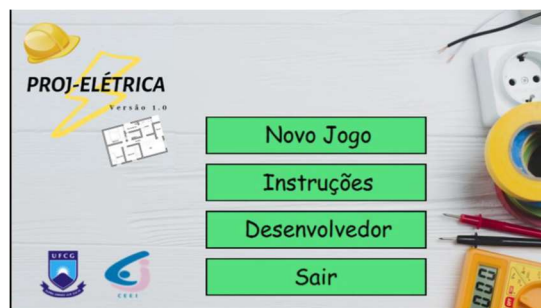 PROJ-ELÉTRICA
Versão 1.0
Novo Jogo
Instruções
Desenvolvedor
Sair
UFCG